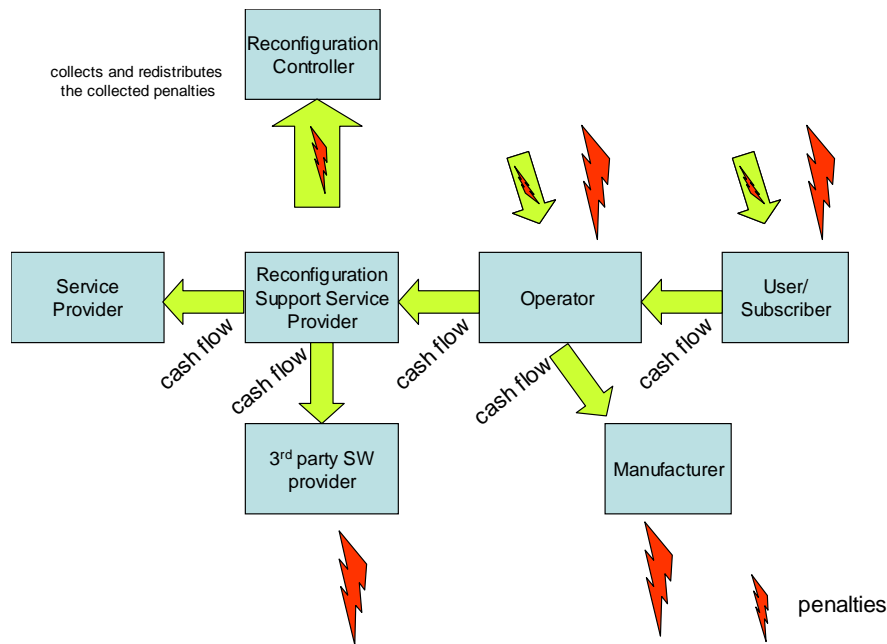 Reconfiguration
Controller
collects and redistributes
the collected penalties
Service
Provider
Reconfiguration
Support Service
Provider
Operator
User/
Subscriber
cash flow
cash flow
cash flow
cash flow
cash flow
3rd party SW
provider
Manufacturer
penalties